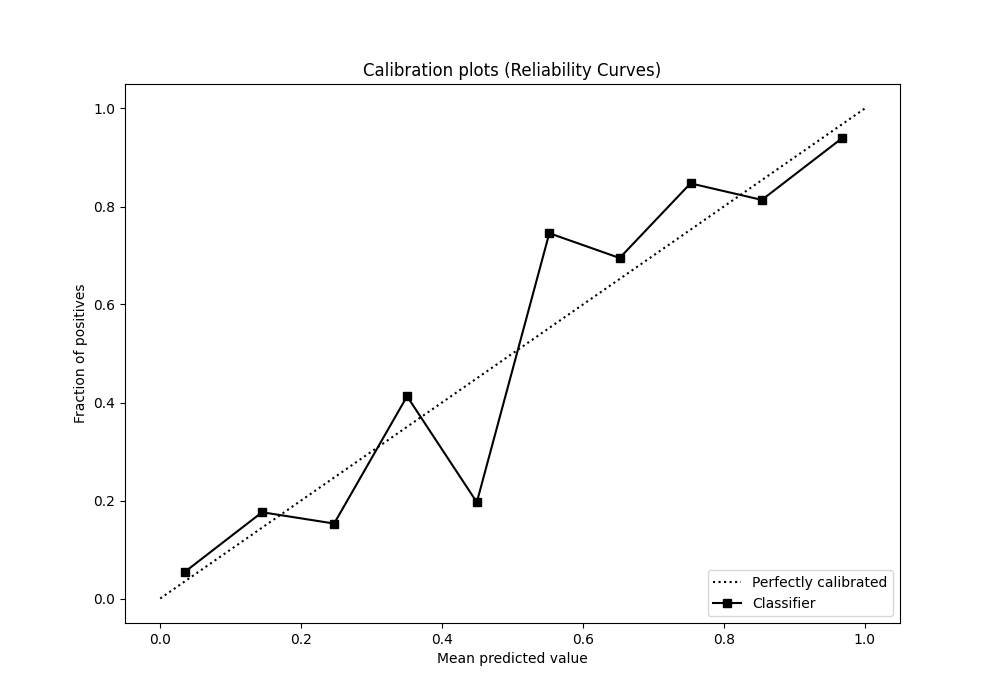 Calibration plots (Reliability Curves)
Fraction of positives
1.0
0.8
0.6
0.4
0.2
0.0
Perfectly calibrated
Classifier
0.0 0.2 0.4 0.6 0.8 1.0
Mean predicted value